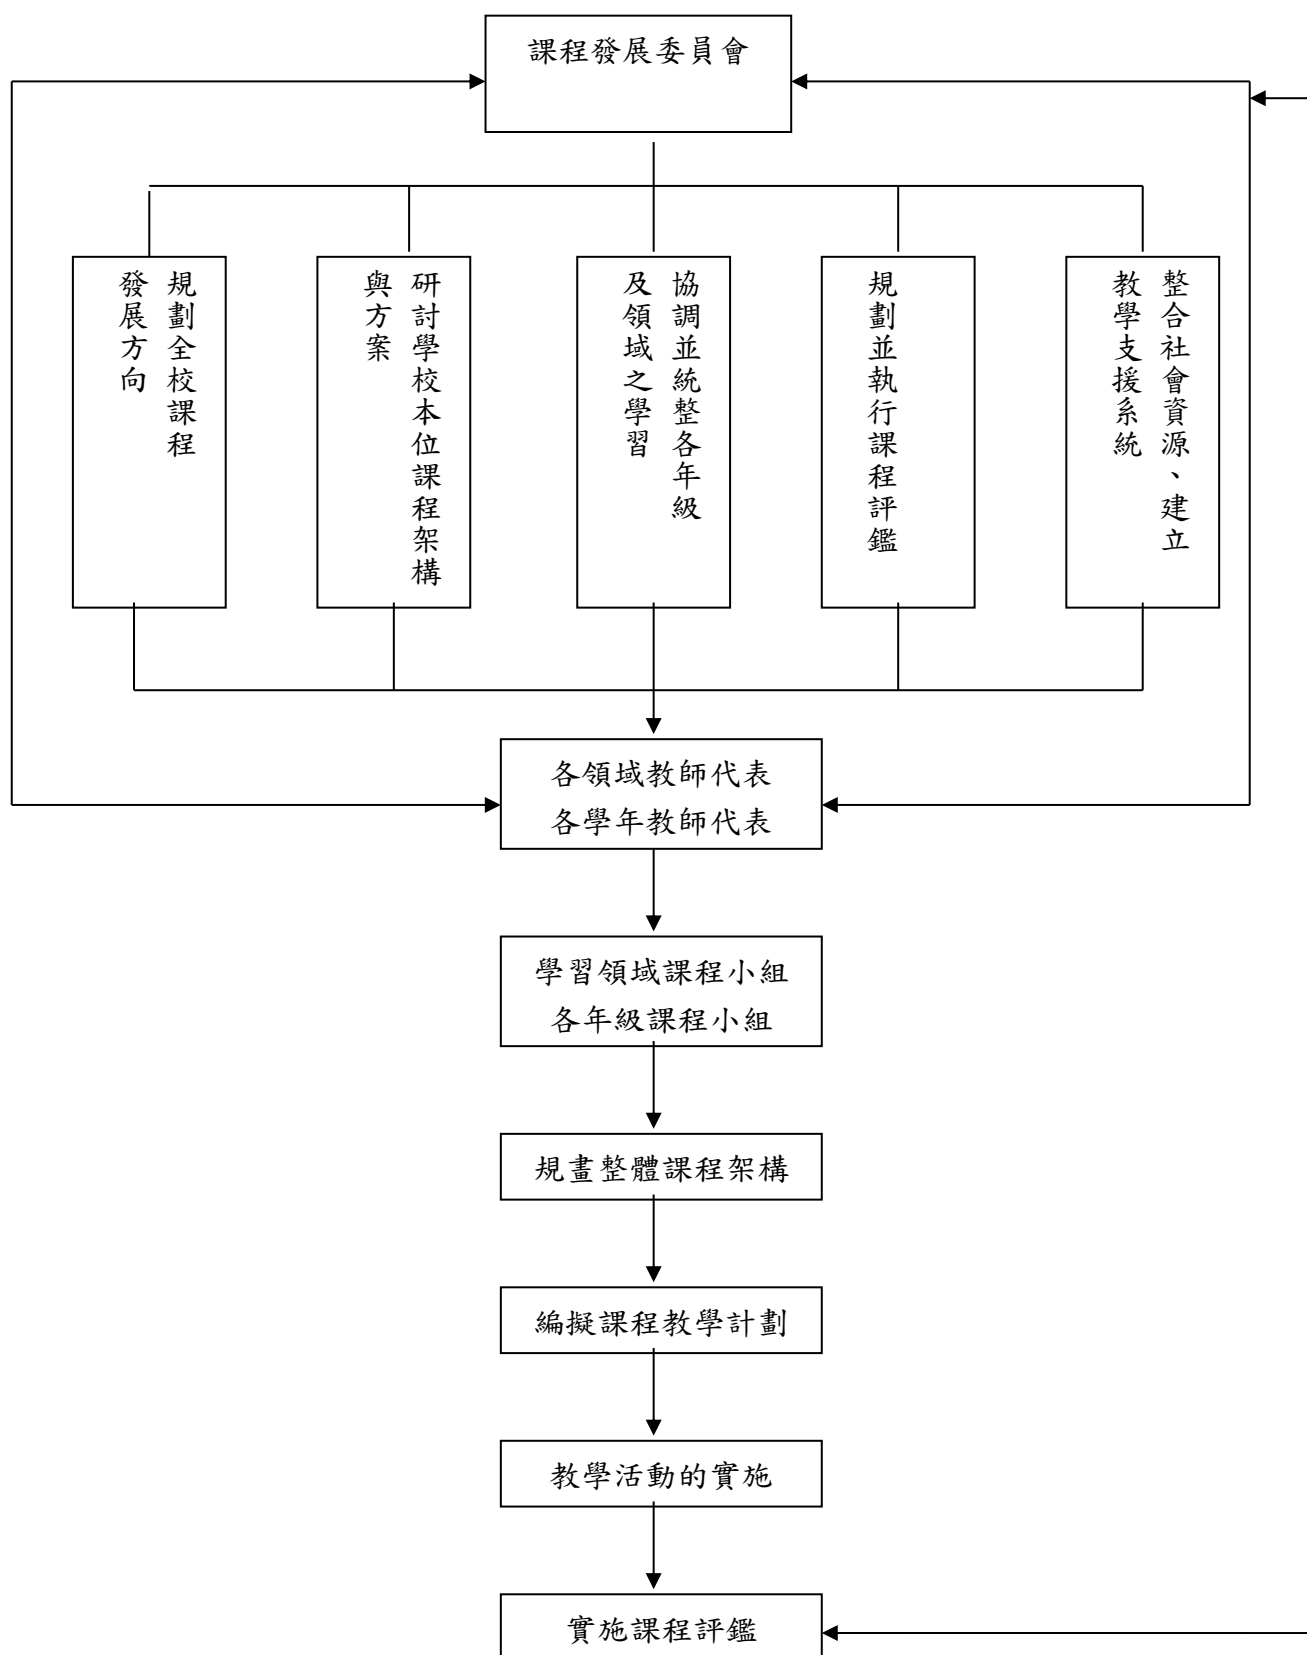 課程發展委員會
規劃全校課程
發展方向
研討學校本位課程架構
與方案
協調並統整各年級
及領域之學習
規劃並執行課程評鑑
整合社會資源、建立
教學支援系統
各領域教師代表
各學年教師代表
學習領域課程小組
各年級課程小組
規畫整體課程架構
編擬課程教學計劃
教學活動的實施
實施課程評鑑